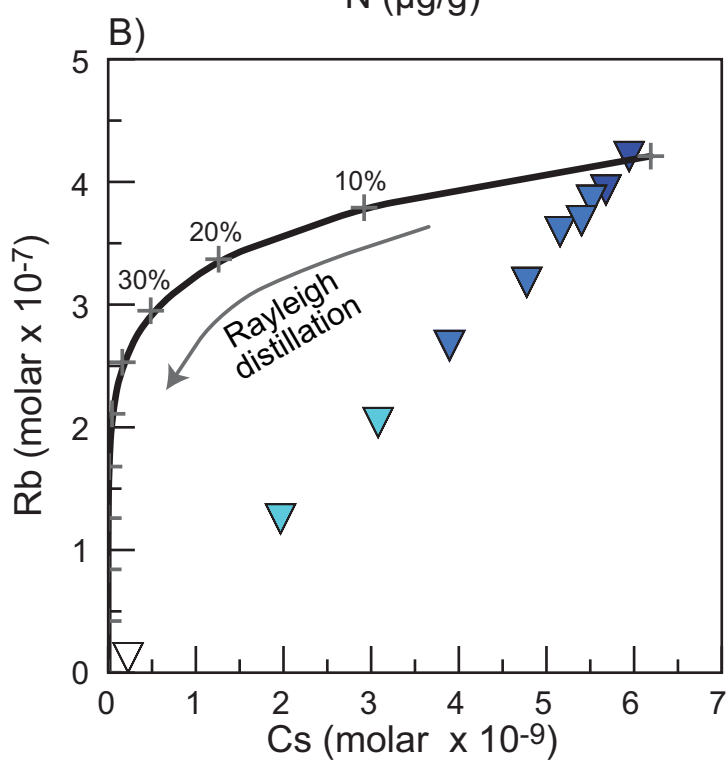 N (µg/g)
B)
5
4
3
2
1
0
10%
20%
30%
Rayleigh
distillation
Rb (molar x 10-7)
0 1 2 3 4 5 6 7
Cs (molar x 10-9)